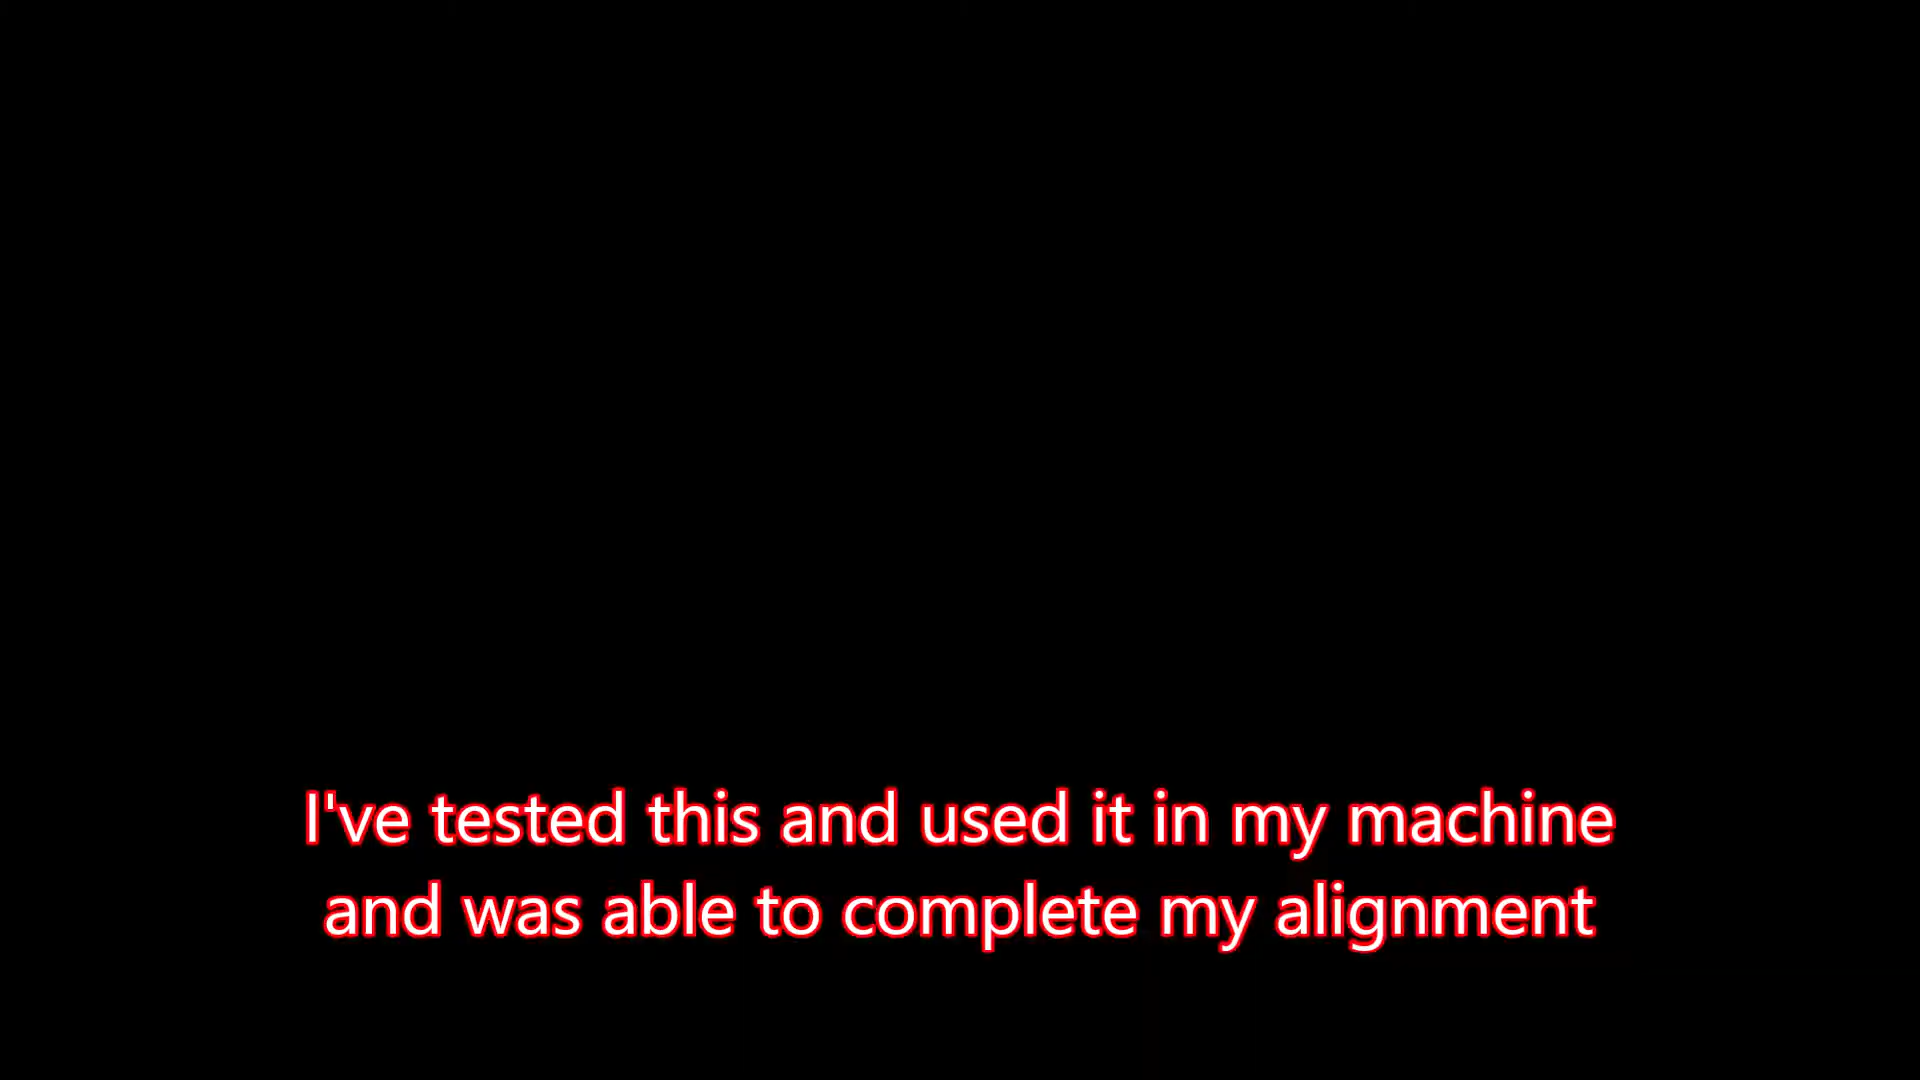 I've tested this and used it in my machine
and was able to complete my alignment